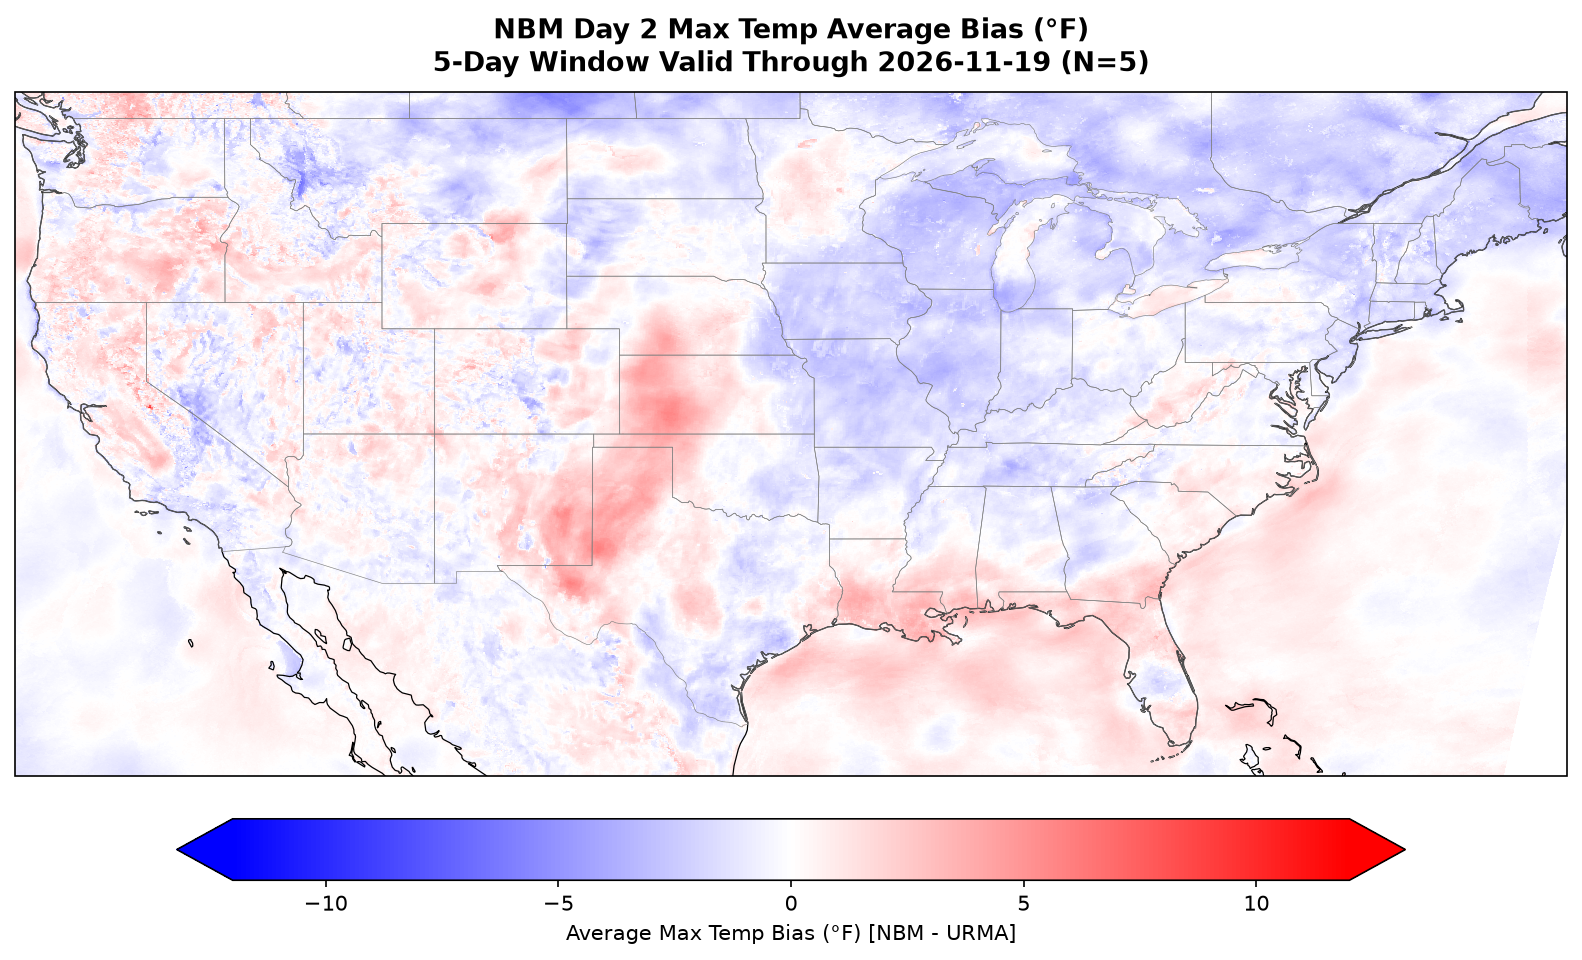 NBM Day 2 Max Temp Average Bias (°F)
5-Day Window Valid Through 2026-11-19 (N=5)
−10 −5 0 5 10
Average Max Temp Bias (°F) [NBM - URMA]